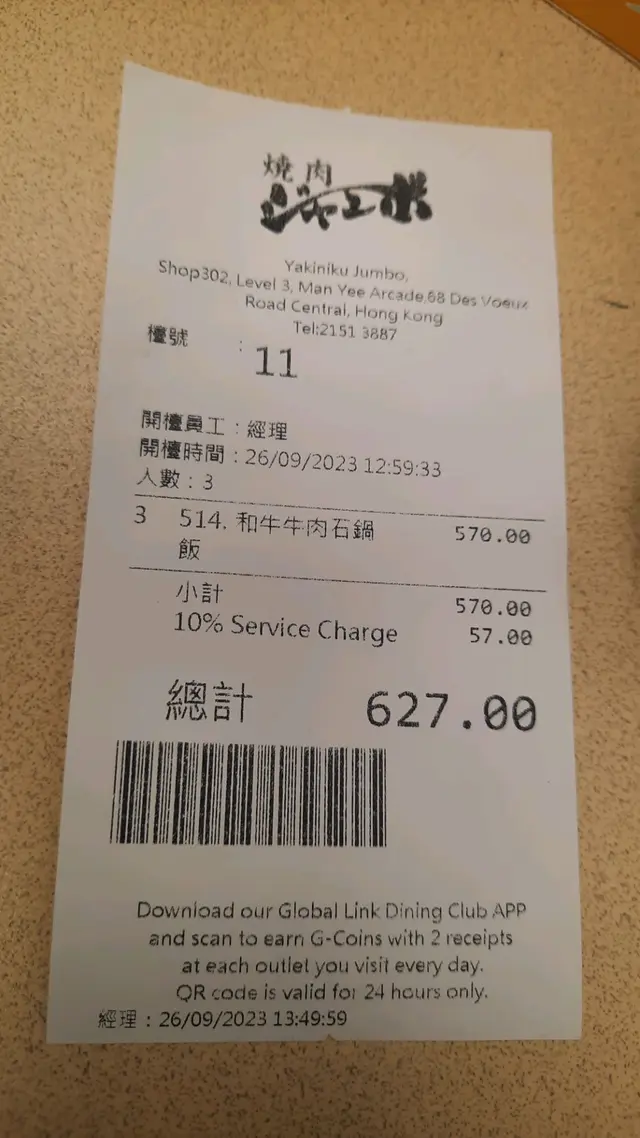 焼肉
ジャンボ
Yakiniku Jumbo,
Shop302, Level 3, Man Yee Arcade,68 Des Voeux
Road Central, Hong Kong
Tel:2151 3887
檯號 : 11
開檯員工：經理
開檯時間：26/09/2023 12:59:33
人數：3
3 514. 和牛牛肉石鍋 570.00
飯
小計 570.00
10% Service Charge 57.00
總計 627.00
Download our Global Link Dining Club APP
and scan to earn G-Coins with 2 receipts
at each outlet you visit every day.
QR code is valid for 24 hours only.
經理：26/09/2023 13:49:59